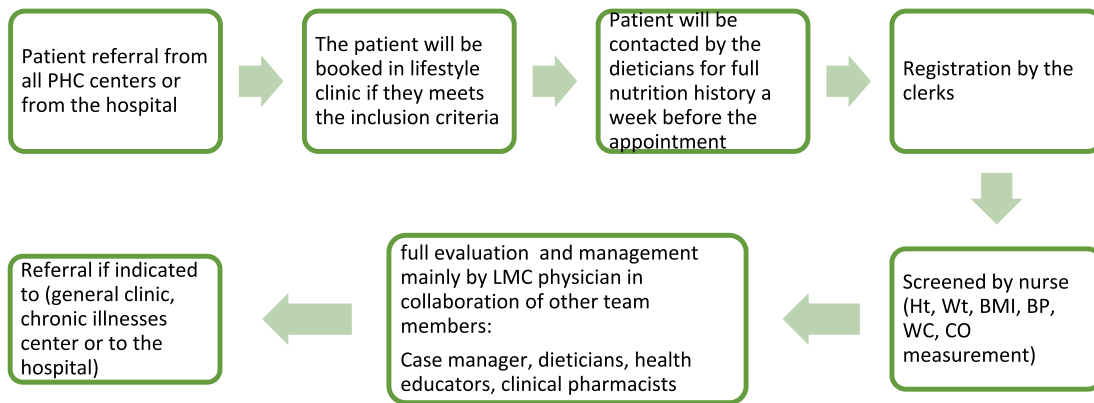 Patient referral from
all PHC centers or
from the hospital
The patient will be
booked in lifestyle
clinic if they meets
the inclusion criteria
Patient will be
contacted by the
dieticians for full
nutrition history a
week before the
appointment
Registration by the
clerks
Screened by nurse
(Ht, Wt, BMI, BP,
WC, CO
measurement)
full evaluation  and management
mainly by LMC physician in
collaboration of other team
members:
Case manager, dieticians, health
educators, clinical pharmacists
Referral if indicated
to (general clinic,
chronic illnesses
center or to the
hospital)